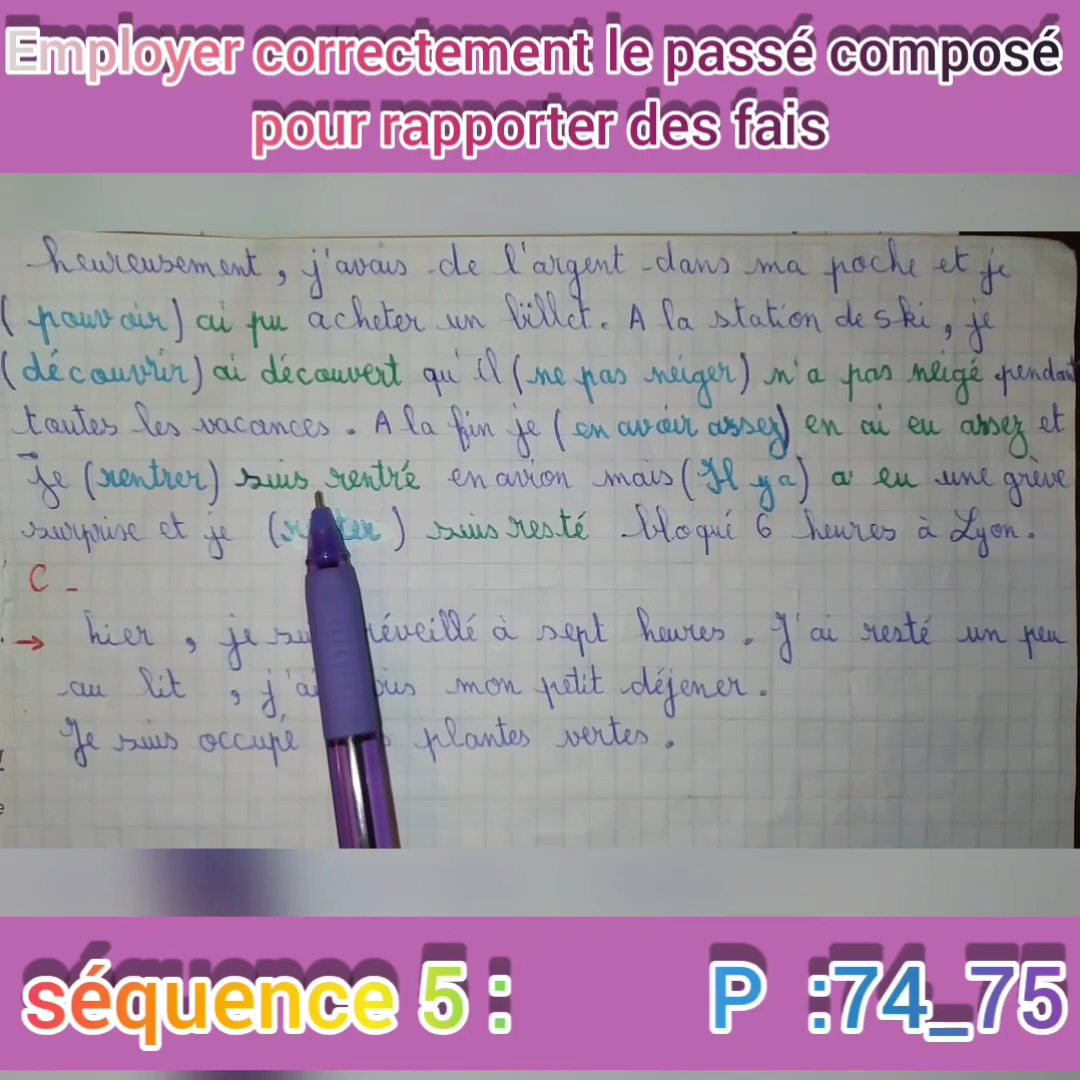 Employer correctement le passé composé
pour rapporter des fais
heureusement, j'avais de l'argent dans ma poche et je
(pouvoir) ai pu acheter un billet. A la station de ski, je
(découvrir) ai découvert qu'il (ne pas neiger) n'a pas neigé pendant
toutes les vacances. A la fin je (en avoir assez) en ai eu assez et
Je (rentrer) suis rentré en avion mais (Il y a) a eu une grève
surprise et je ( ) suis resté bloqué 6 heures à Lyon.
C -
→ hier, je réveillé à sept heures. J'ai resté un peu
au lit, j'ai mon petit déjener.
Je suis occupé plantes vertes.
séquence 5 : P :74_75